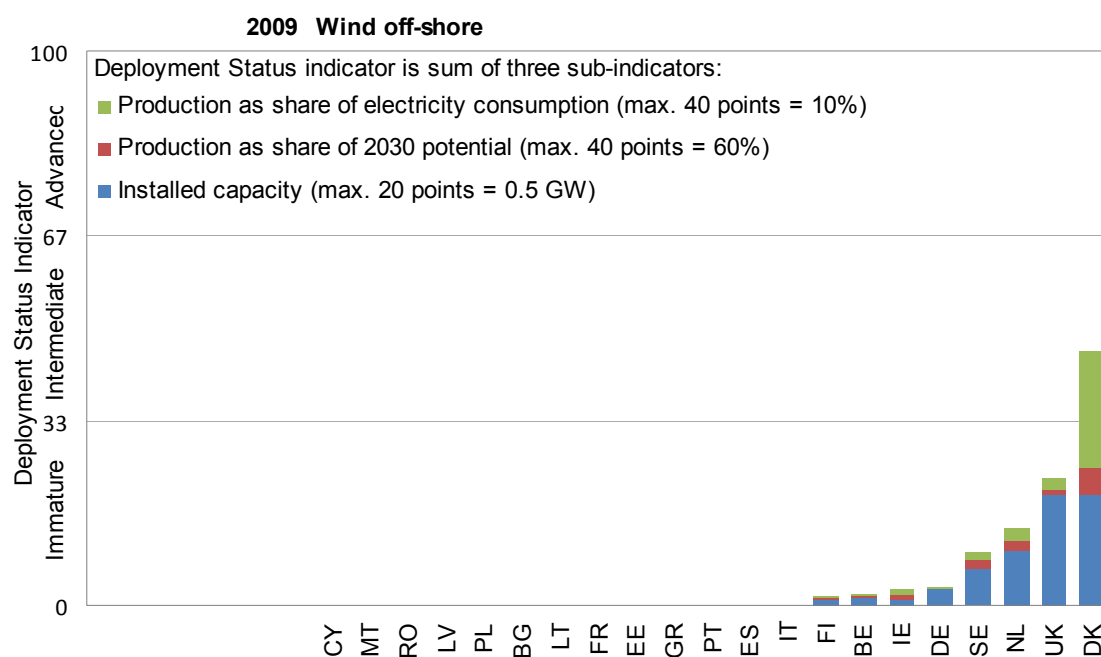 2009 Wind off-shore
Deployment Status indicator is sum of three sub-indicators:
Production as share of electricity consumption (max. 40 points = 10%)
Production as share of 2030 potential (max. 40 points = 60%)
Installed capacity (max. 20 points = 0.5 GW)
100
67
33
0
Deployment Status Indicator
Immature Intermediate Advancec
CY MT RO LV PL BG LT FR EE GR PT ES IT FI BE IE DE SE NL UK DK